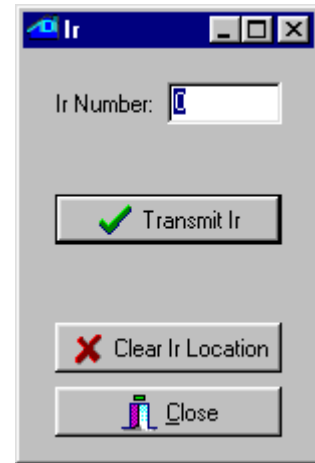 Ir
Ir Number: 0
Transmit Ir
Clear Ir Location
Close